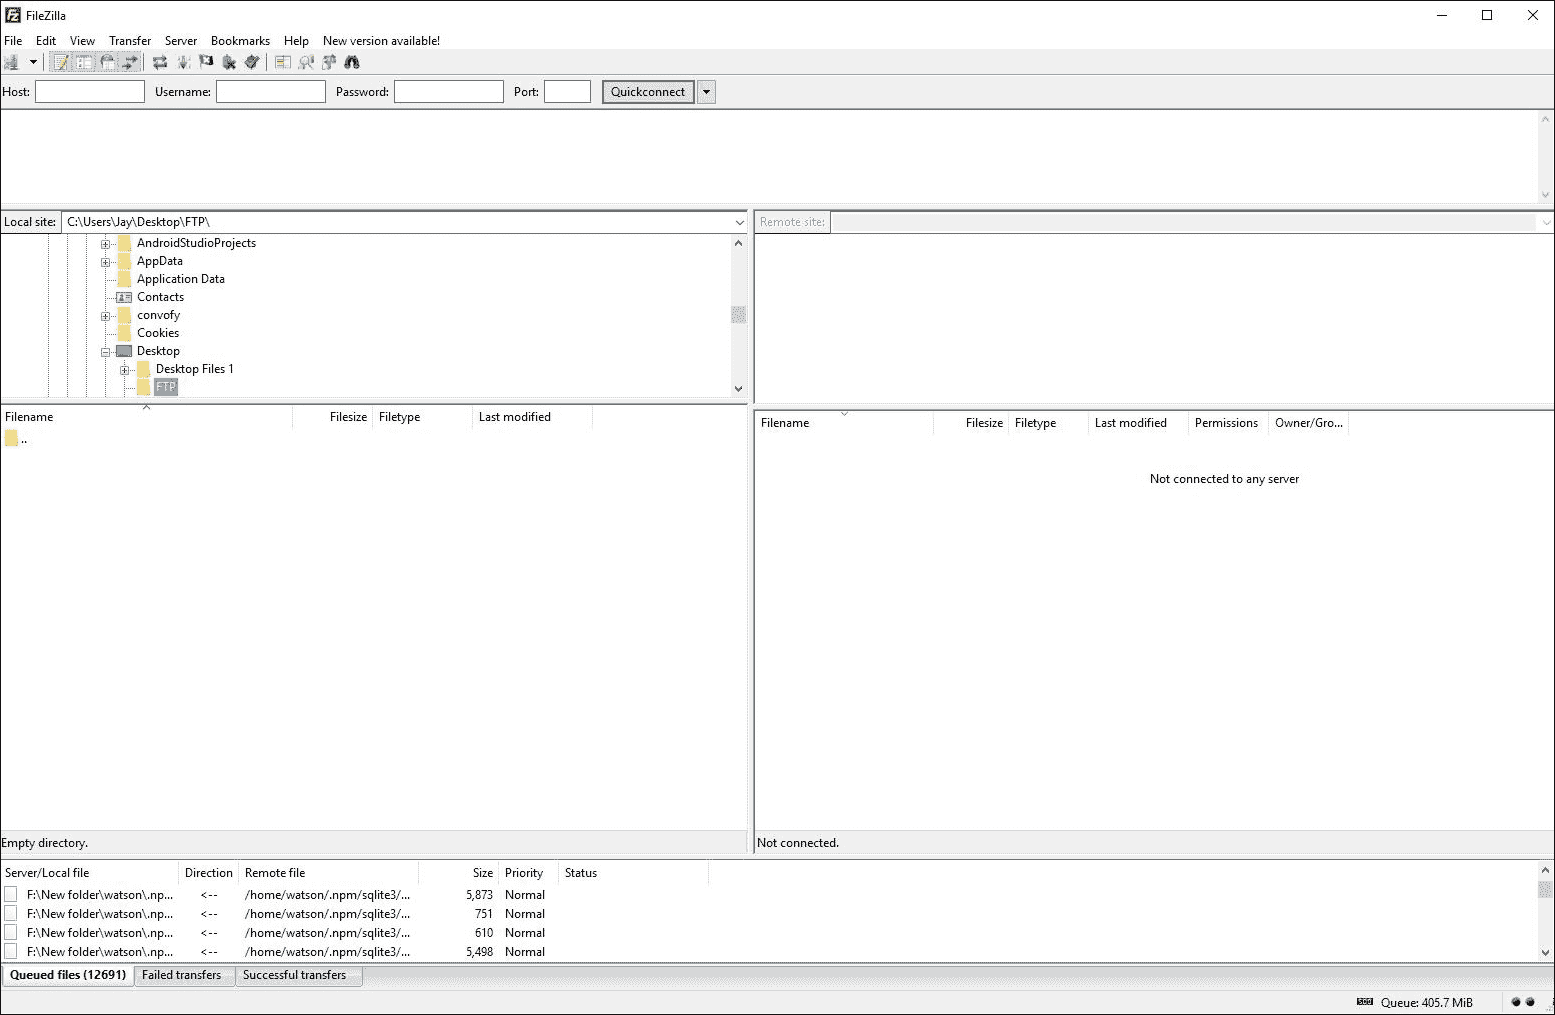 FileZilla
File Edit View Transfer Server Bookmarks Help New version available!
Host: Username: Password: Port: Quickconnect
Local site: C:\Users\Jay\Desktop\FTP\
Remote site:
AndroidStudioProjects
AppData
Application Data
Contacts
convofy
Cookies
Desktop
Desktop Files 1
FTP
Filename Filesize Filetype Last modified
..
Empty directory.
Filename Filesize Filetype Last modified Permissions Owner/Gro...
Not connected to any server
Not connected.
Server/Local file Direction Remote file Size Priority Status
F:\New folder\watson\.np... <-- /home/watson/.npm/sqlite3/... 5,873 Normal
F:\New folder\watson\.np... <-- /home/watson/.npm/sqlite3/... 751 Normal
F:\New folder\watson\.np... <-- /home/watson/.npm/sqlite3/... 610 Normal
F:\New folder\watson\.np... <-- /home/watson/.npm/sqlite3/... 5,498 Normal
Queued files (12691) Failed transfers Successful transfers
Queue: 405.7 MiB